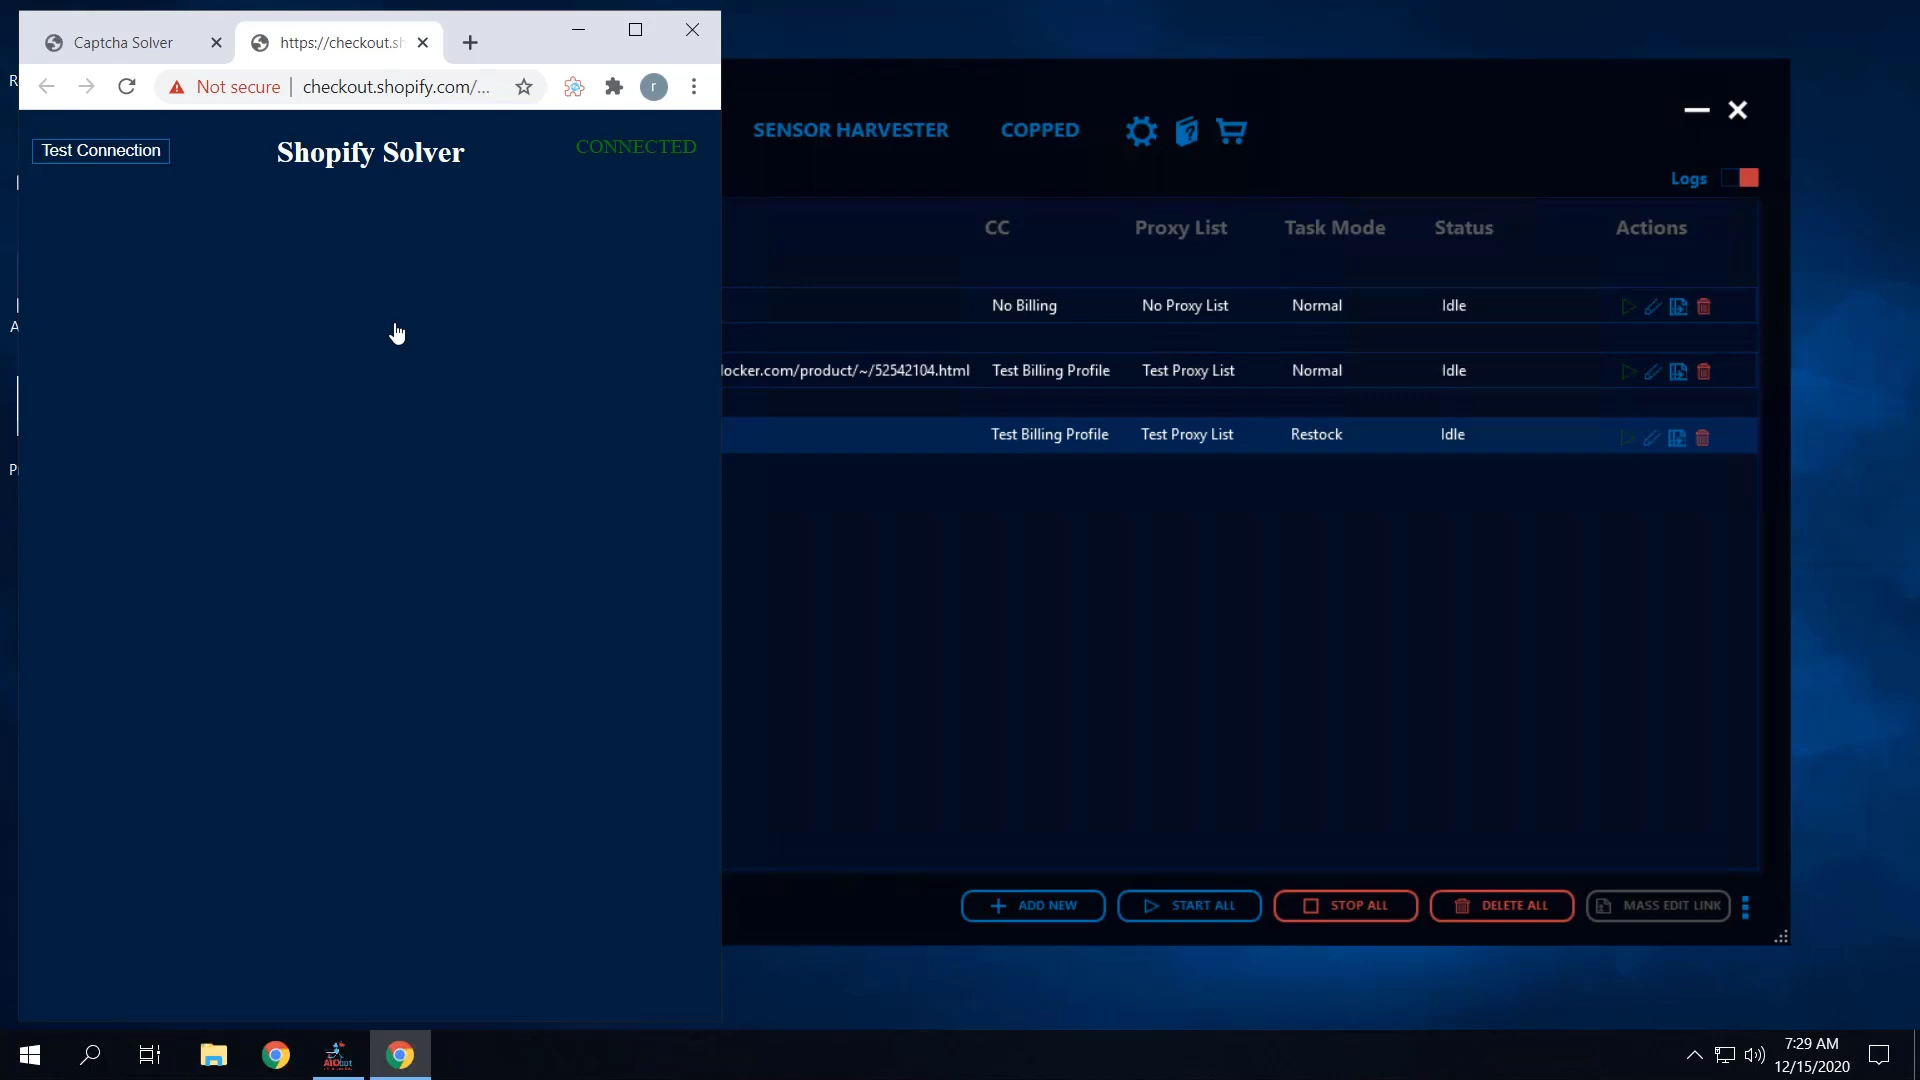 Captcha Solver
https://checkout.sh
Not secure
checkout.shopify.com/...
r
Test Connection
Shopify Solver
CONNECTED
SENSOR HARVESTER
COPPED
Logs
CC
Proxy List
Task Mode
Status
Actions
No Billing
No Proxy List
Normal
Idle
locker.com/product/~/52542104.html
Test Billing Profile
Test Proxy List
Normal
Idle
Test Billing Profile
Test Proxy List
Restock
Idle
ADD NEW
START ALL
STOP ALL
DELETE ALL
MASS EDIT LINK
R
A
P
AIObot
7:29 AM
12/15/2020